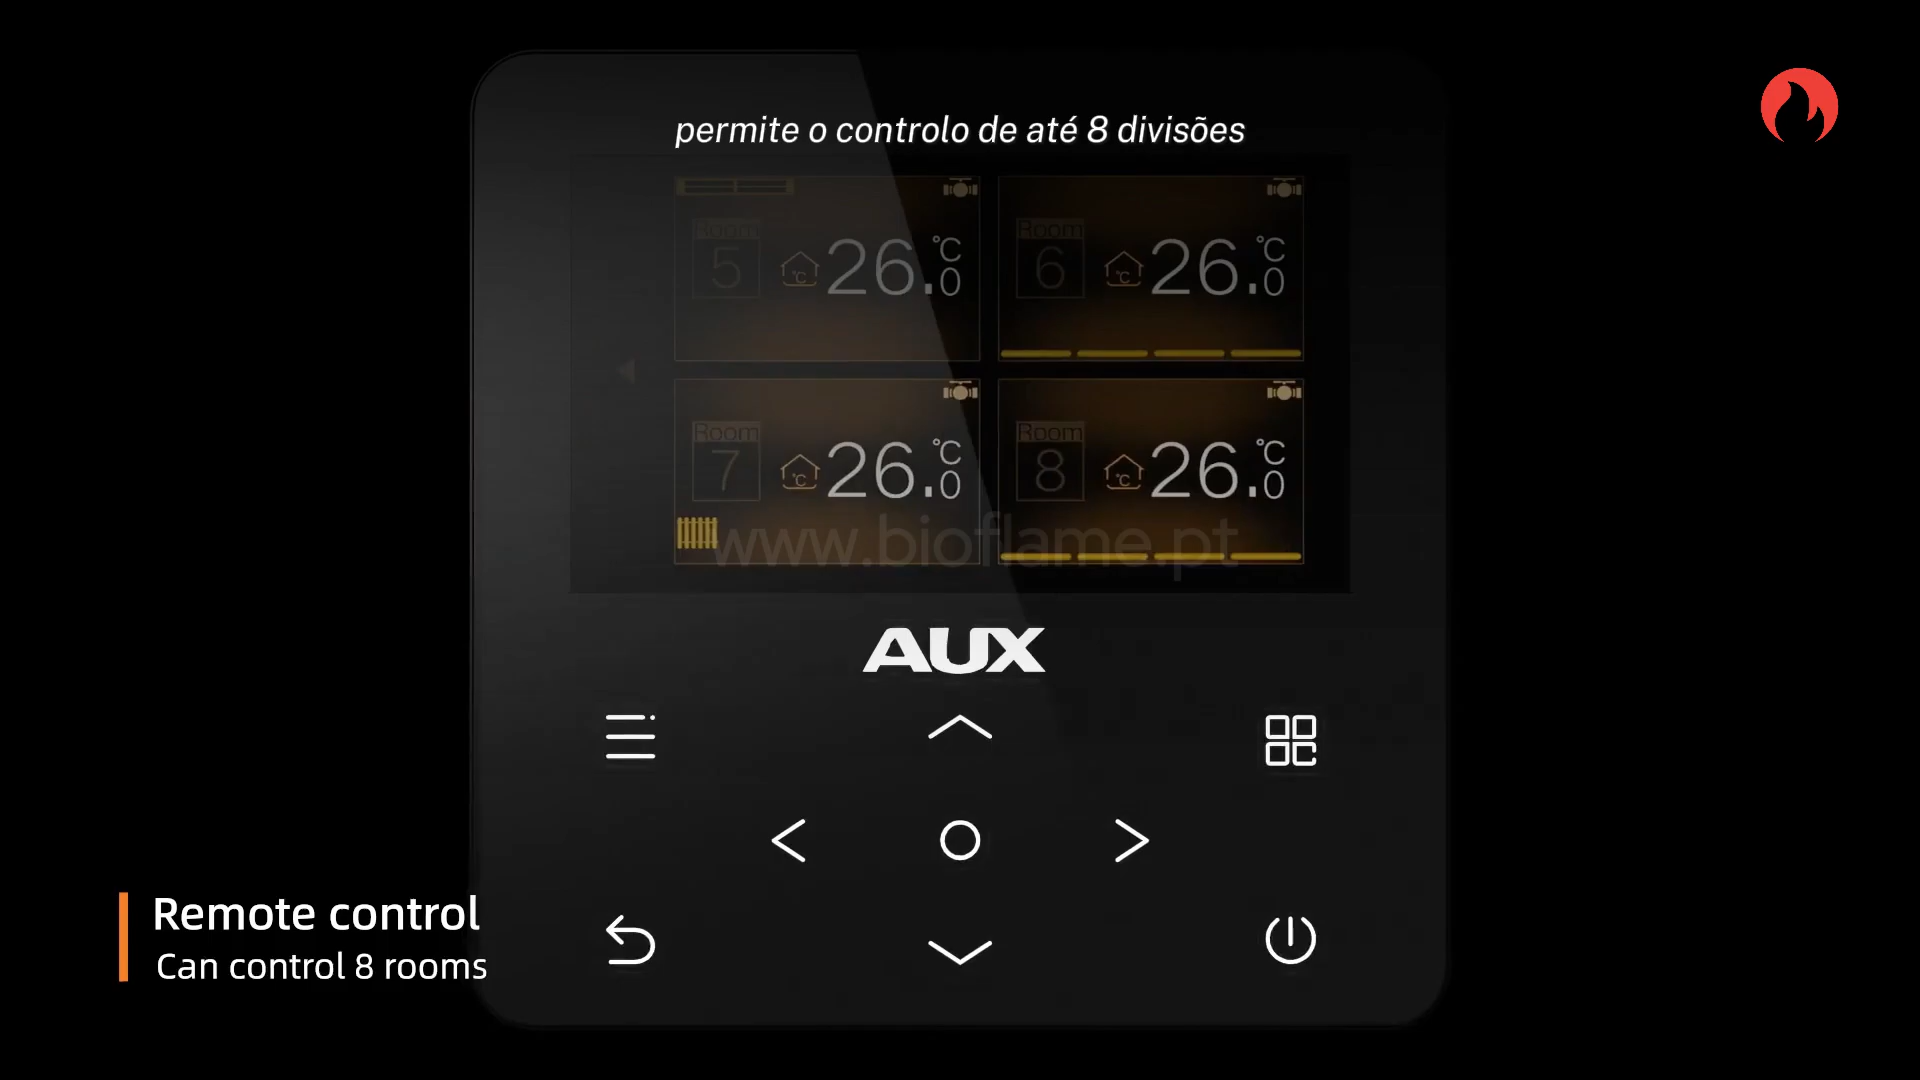 permite o controlo de até 8 divisões
Room
5
°C
26.0
°C
Room
6
°C
26.0
°C
Room
7
°C
26.0
°C
Room
8
°C
26.0
°C
www.bioflame.pt
AUX
Remote control
Can control 8 rooms